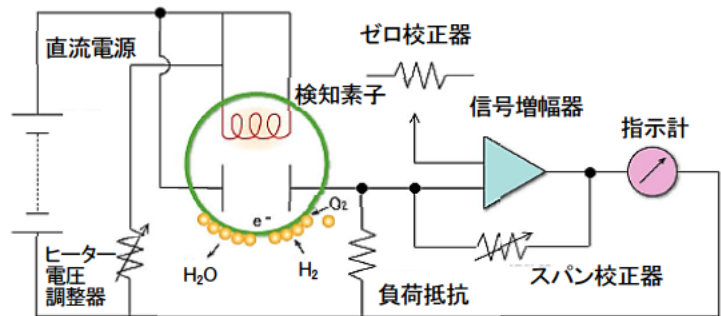 直流電源
ゼロ校正器
検知素子
信号増幅器
指示計
O₂
e⁻
ヒーター
電圧
調整器
H₂O
H₂
負荷抵抗
スパン校正器